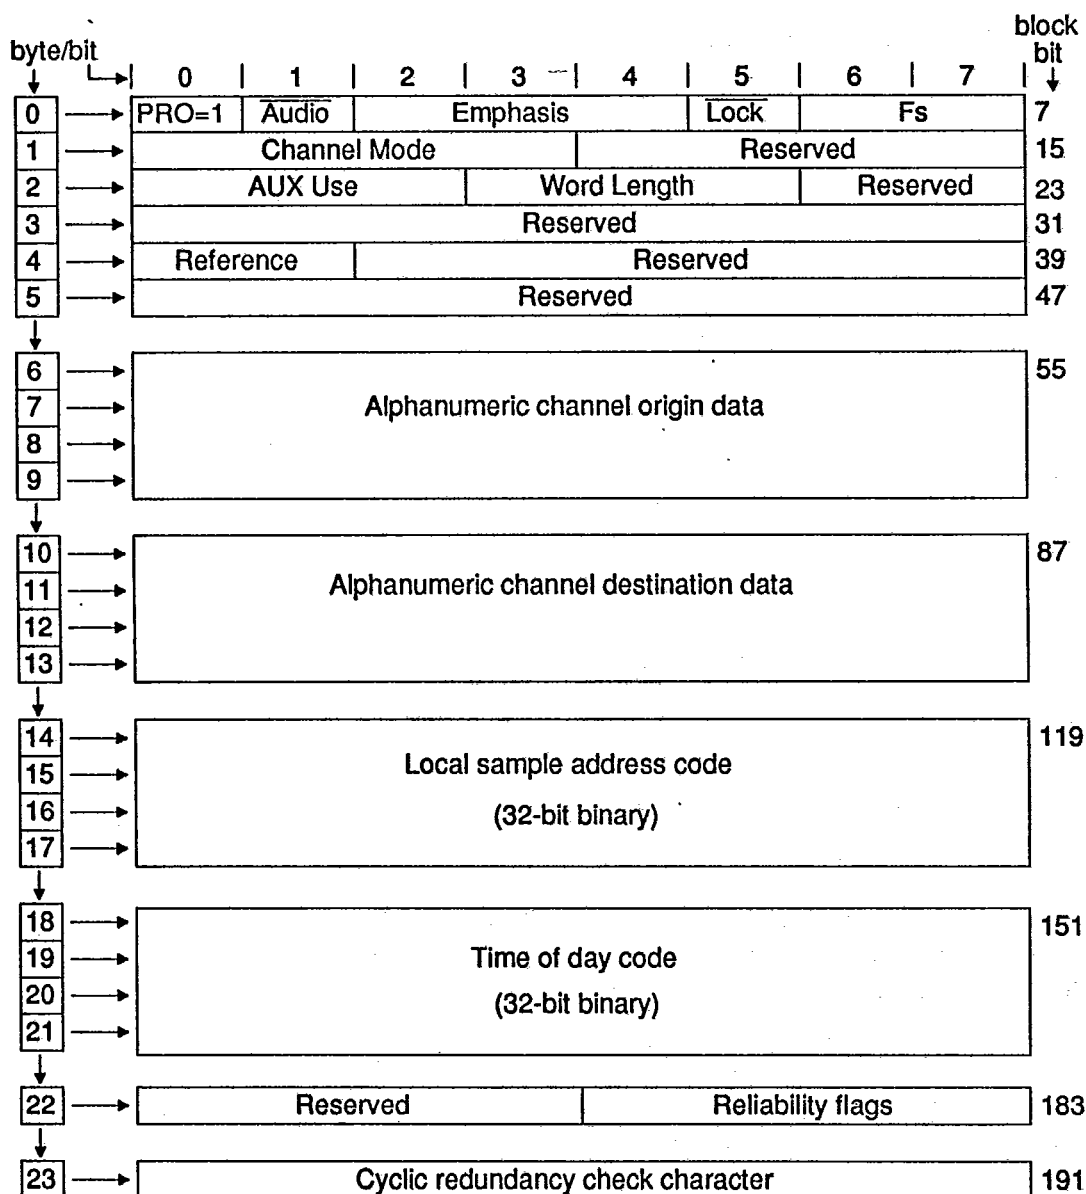 block
byte/bit bit
0 1 2 3 4 5 6 7
0 PRO=1 Audio Emphasis Lock Fs 7
1 Channel Mode Reserved 15
2 AUX Use Word Length Reserved 23
3 Reserved 31
4 Reference Reserved 39
5 Reserved 47
6 55
7 Alphanumeric channel origin data
8
9
10 87
11 Alphanumeric channel destination data
12
13
14 119
15 Local sample address code
16 (32-bit binary)
17
18 151
19 Time of day code
20 (32-bit binary)
21
22 Reserved Reliability flags 183
23 Cyclic redundancy check character 191